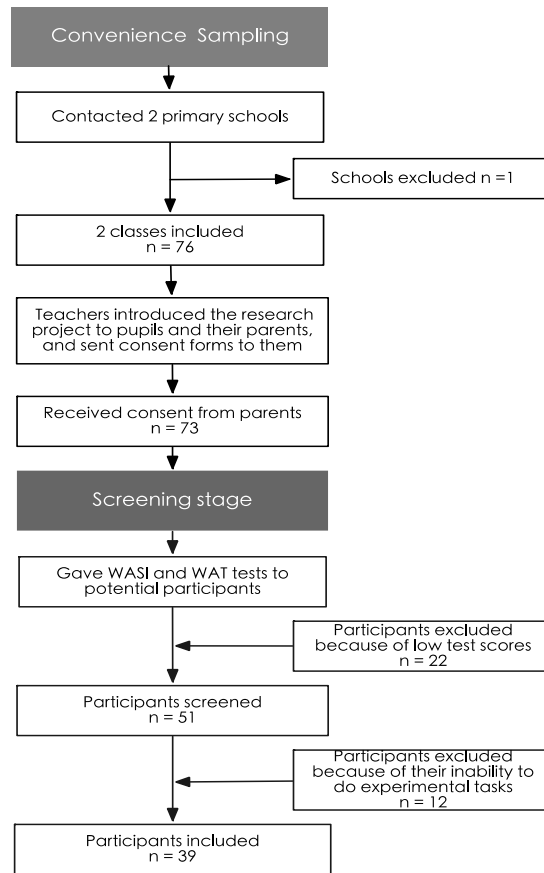 Convenience Sampling
Contacted 2 primary schools
Schools excluded n =1
2 classes included
n = 76
Teachers introduced the research
project to pupils and their parents,
and sent consent forms to them
Received consent from parents
n = 73
Screening stage
Gave WASI and WAT tests to
potential participants
Participants excluded
because of low test scores
n = 22
Participants screened
n = 51
Participants excluded
because of their inability to
do experimental tasks
n = 12
Participants included
n = 39